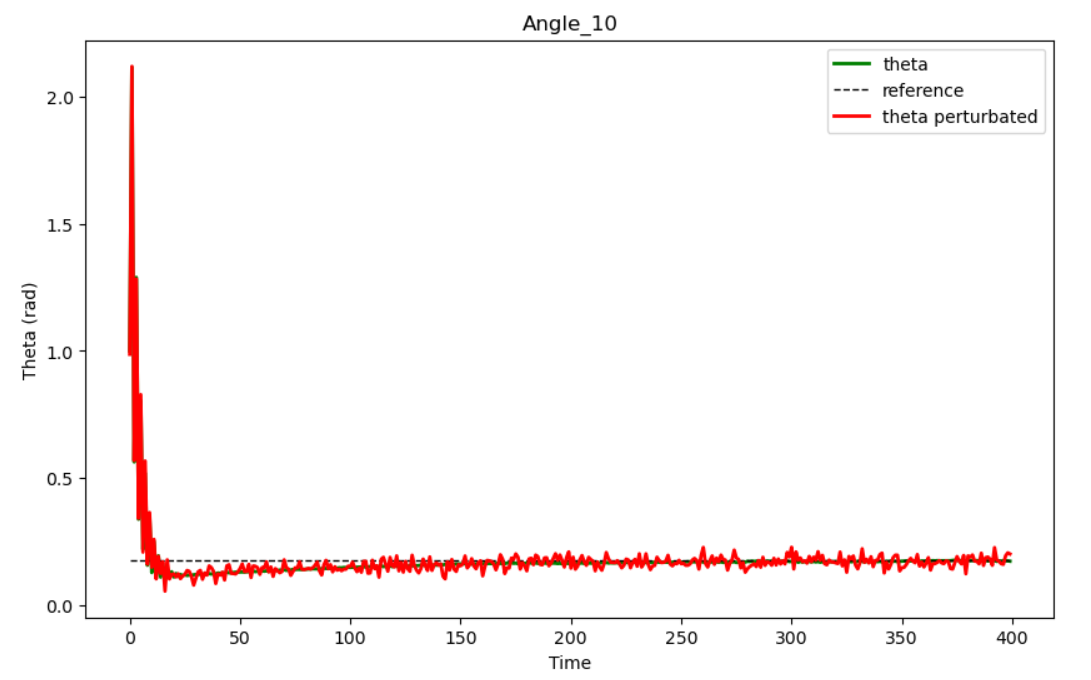 Angle_10
theta
reference
theta perturbated
2.0
1.5
1.0
0.5
0.0
Theta (rad)
0 50 100 150 200 250 300 350 400
Time